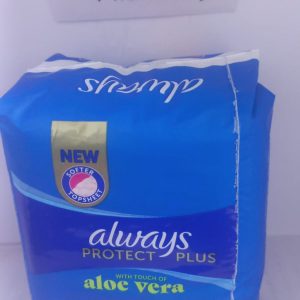 always
NEW
SOFTER
TOPSHEET
always
PROTECT PLUS
WITH TOUCH OF
aloe vera